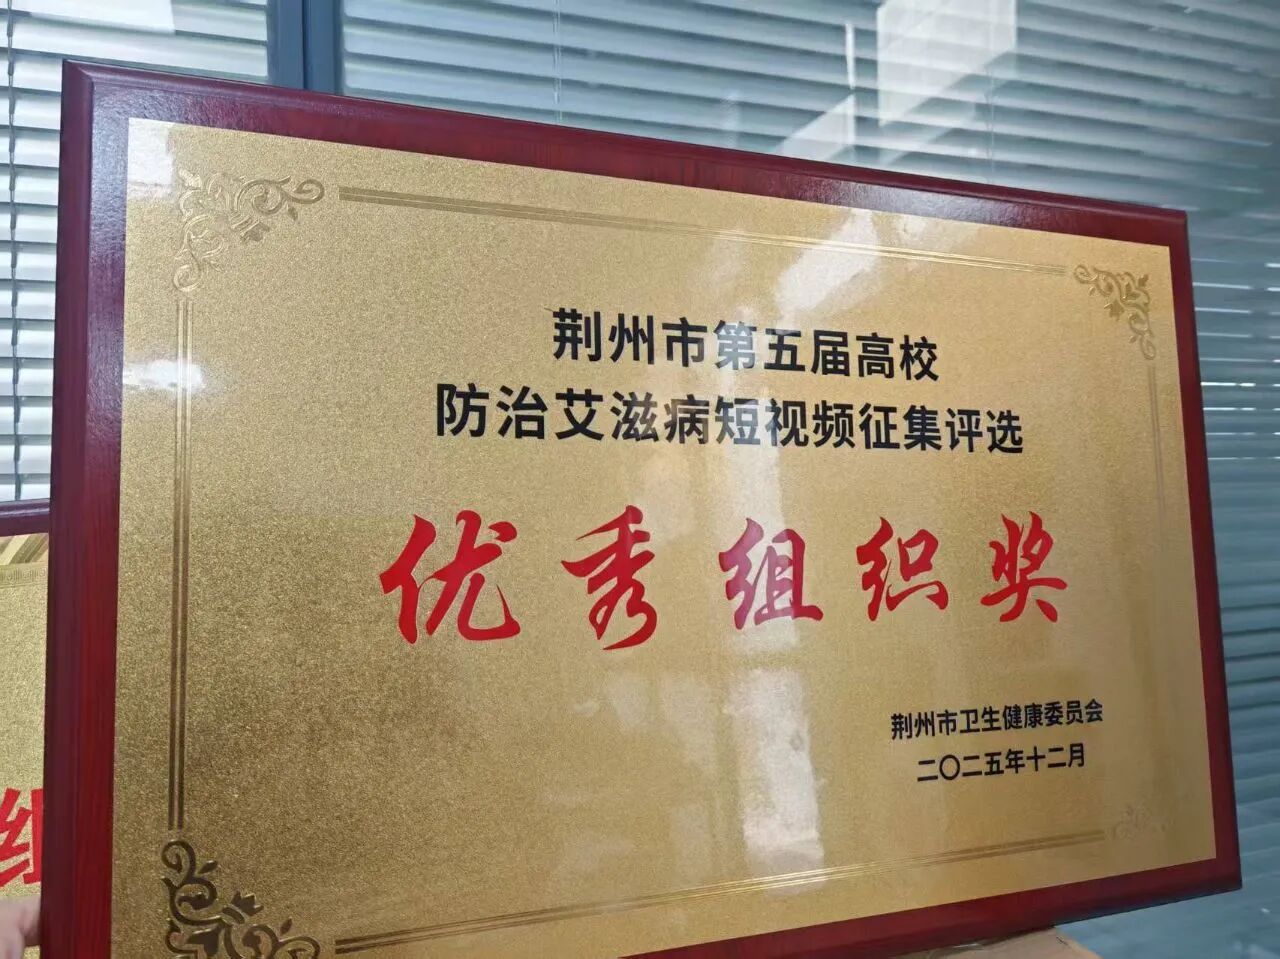 荆州市第五届高校
防治艾滋病短视频征集评选
优秀组织奖
荆州市卫生健康委员会
二〇二五年十二月